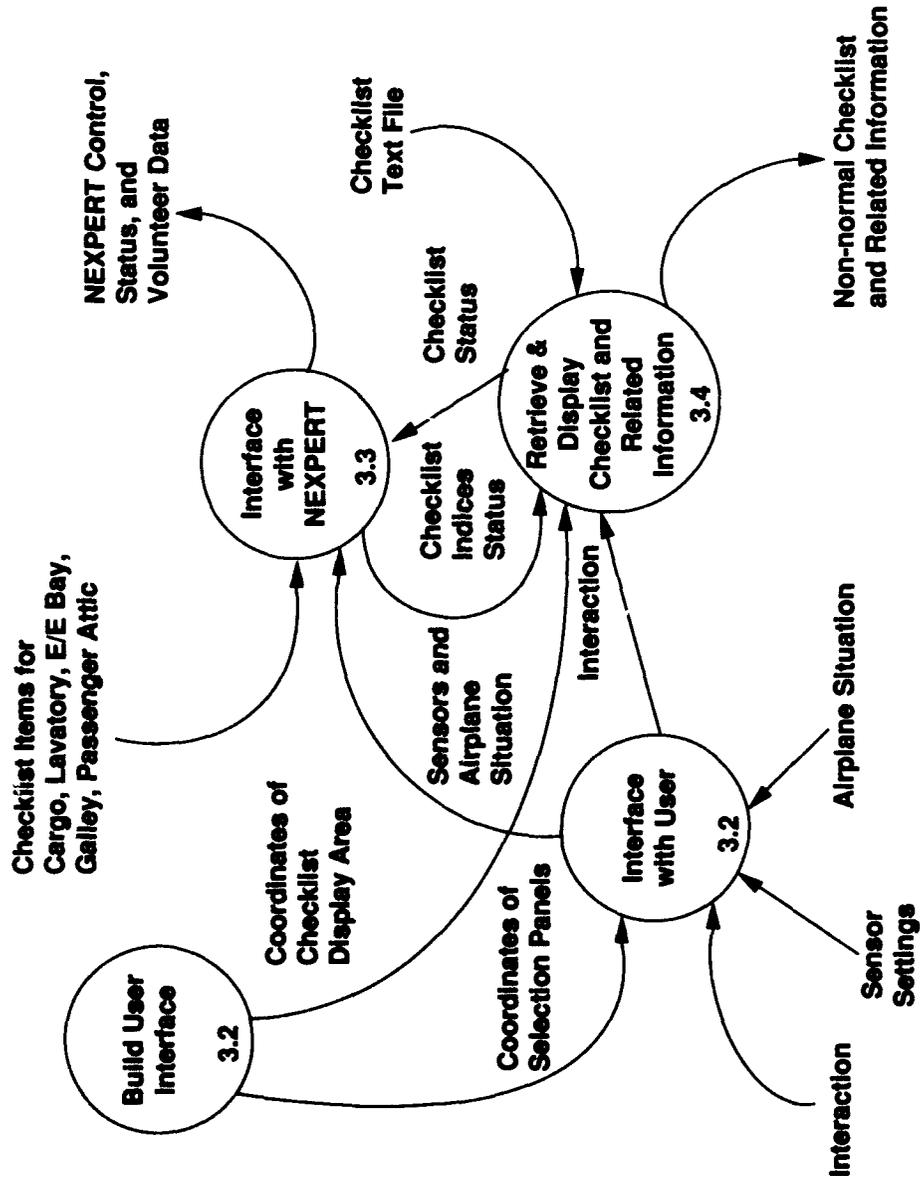 Checklist Items for
Cargo, Lavatory, E/E Bay,
Galley, Passenger Attic
NEXPERT Control,
Status, and
Volunteer Data
Build User
Interface
3.2
Interface
with
NEXPERT
3.3
Coordinates of
Checklist
Display Area
Sensors and
Airplane
Situation
Checklist
Indices
Status
Checklist
Status
Checklist
Text File
Coordinates of
Selection Panels
Interaction
Retrieve &
Display
Checklist and
Related
Information
3.4
Interface
with User
3.2
Interaction
Sensor
Settings
Airplane Situation
Non-normal Checklist
and Related Information